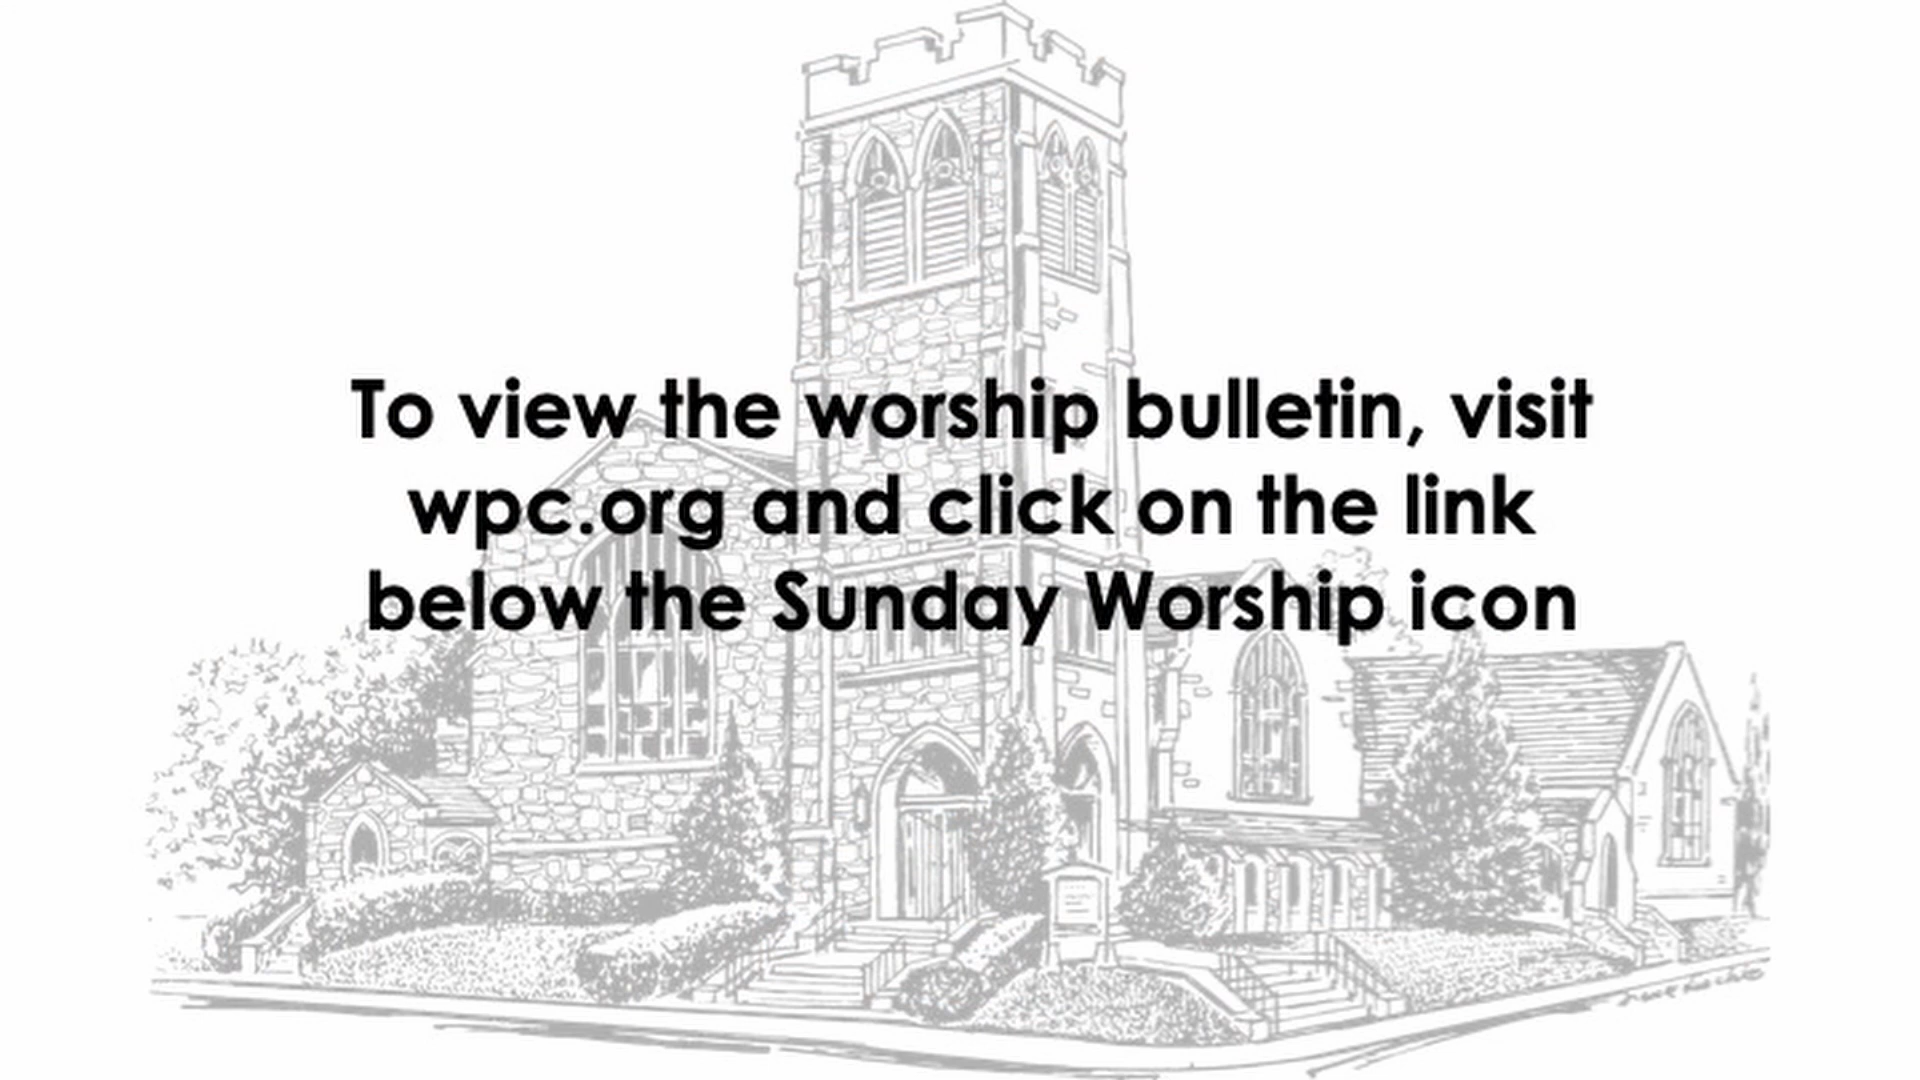 To view the worship bulletin, visit
wpc.org and click on the link
below the Sunday Worship icon